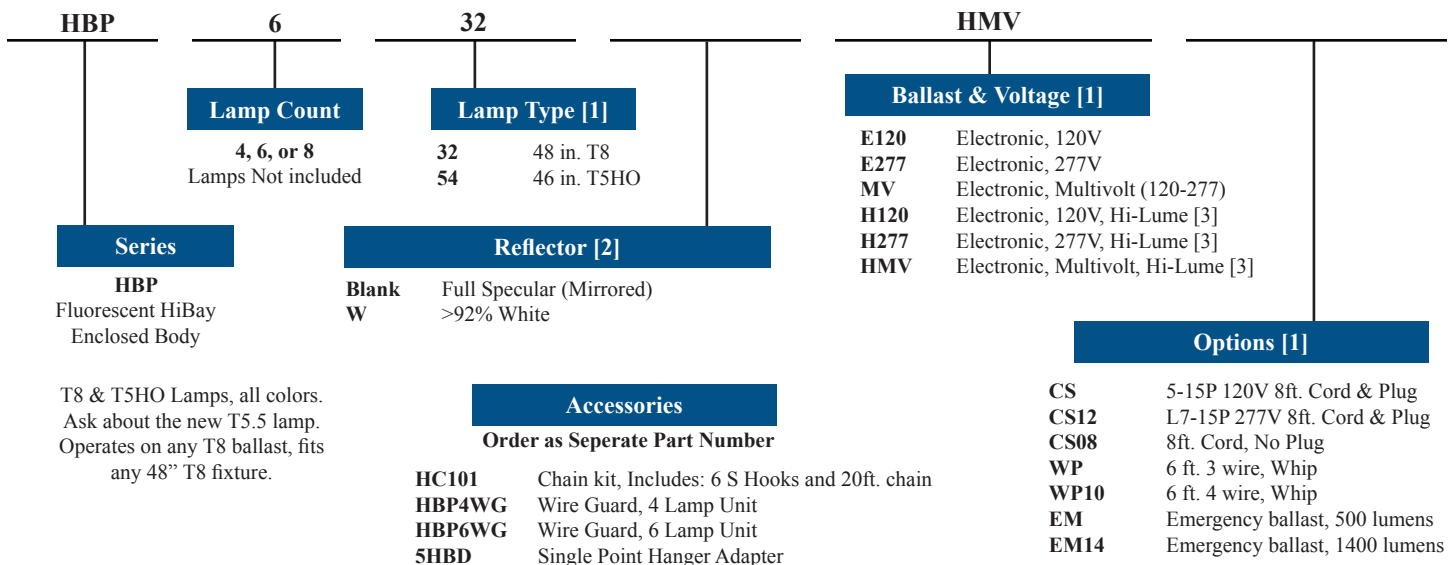 HBP 6 32 HMV
Lamp Count
4, 6, or 8
Lamps Not included
Lamp Type [1]
32 48 in. T8
54 46 in. T5HO
Ballast & Voltage [1]
E120 Electronic, 120V
E277 Electronic, 277V
MV Electronic, Multivolt (120-277)
H120 Electronic, 120V, Hi-Lume [3]
H277 Electronic, 277V, Hi-Lume [3]
HMV Electronic, Multivolt, Hi-Lume [3]
Series
HBP
Fluorescent HiBay
Enclosed Body
Reflector [2]
Blank Full Specular (Mirrored)
W >92% White
T8 & T5HO Lamps, all colors.
Ask about the new T5.5 lamp.
Operates on any T8 ballast, fits
any 48” T8 fixture.
Accessories
Order as Seperate Part Number
HC101 Chain kit, Includes: 6 S Hooks and 20ft. chain
HBP4WG Wire Guard, 4 Lamp Unit
HBP6WG Wire Guard, 6 Lamp Unit
5HBD Single Point Hanger Adapter
Options [1]
CS 5-15P 120V 8ft. Cord & Plug
CS12 L7-15P 277V 8ft. Cord & Plug
CS08 8ft. Cord, No Plug
WP 6 ft. 3 wire, Whip
WP10 6 ft. 4 wire, Whip
EM Emergency ballast, 500 lumens
EM14 Emergency ballast, 1400 lumens